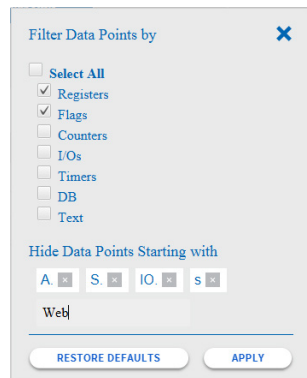 Filter Data Points by
Select All
Registers
Flags
Counters
I/Os
Timers
DB
Text
Hide Data Points Starting with
A. × S. × IO. × s ×
Web
RESTORE DEFAULTS APPLY